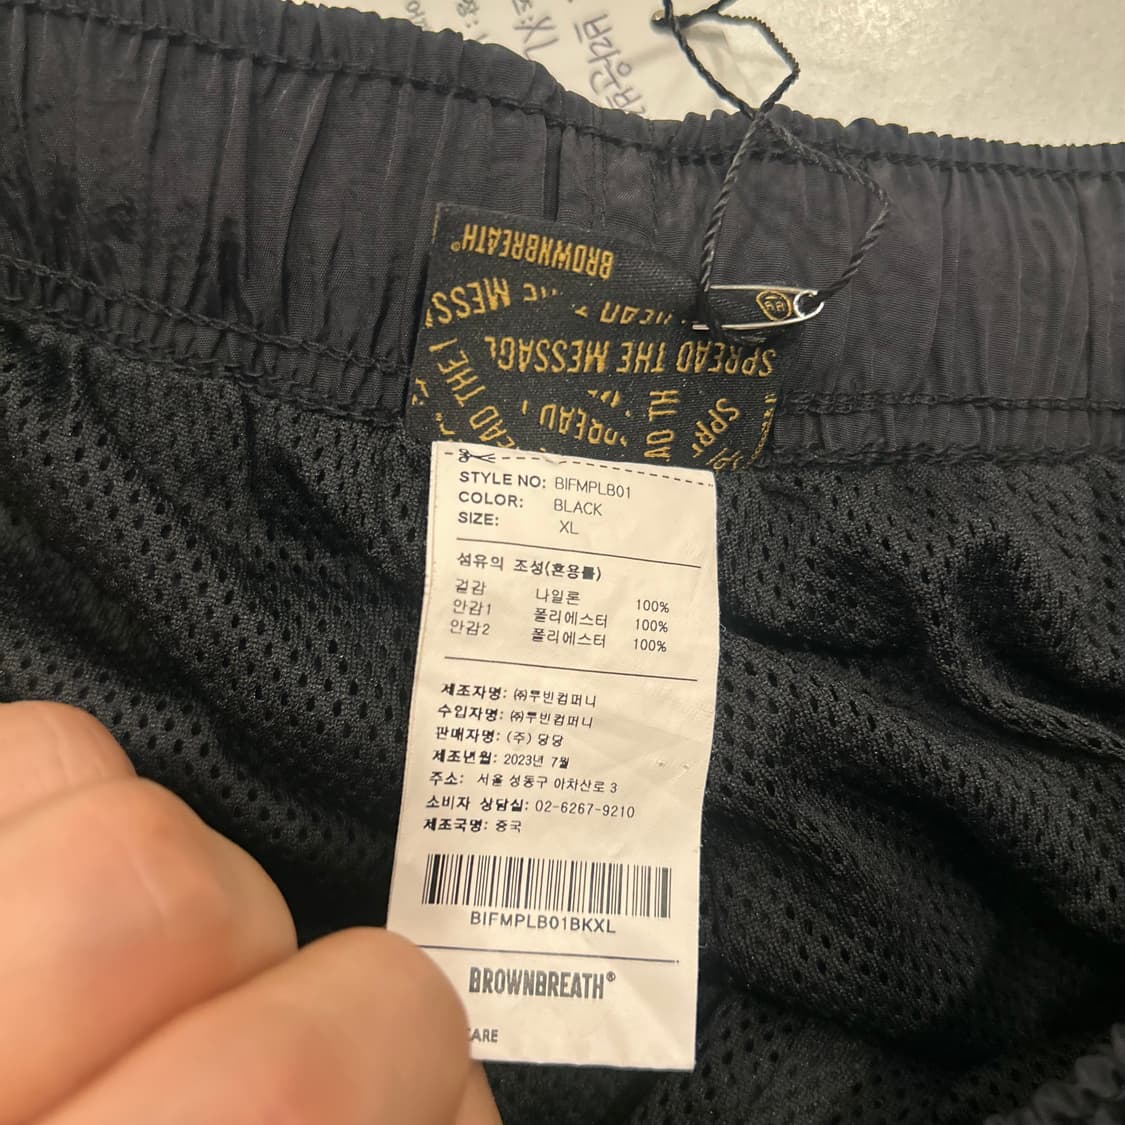 XL
BROWNBREATH®
SPREAD THE MESSAGE
STYLE NO: BIFMPLB01
COLOR: BLACK
SIZE: XL
섬유의 조성(혼용률)
겉감 나일론 100%
안감1 폴리에스터 100%
안감2 폴리에스터 100%
제조자명: ㈜루빈컴퍼니
수입자명: ㈜루빈컴퍼니
판매자명: (주) 당당
제조년월: 2023년 7월
주소: 서울 성동구 아차산로 3
소비자 상담실: 02-6267-9210
제조국명: 중국
BIFMPLB01BKXL
BROWNBREATH®